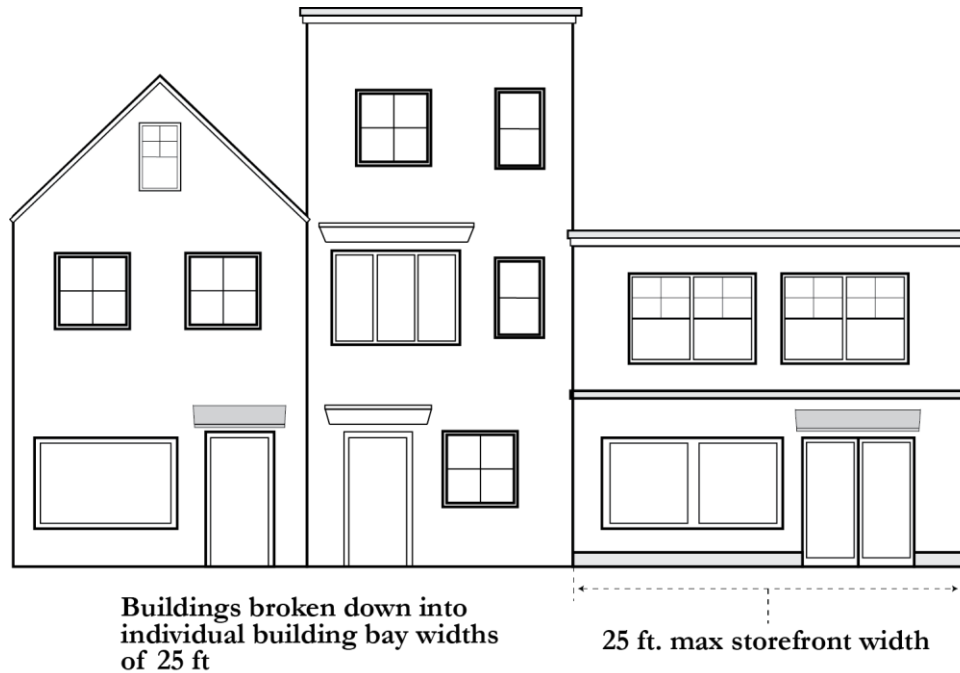 Buildings broken down into
individual building bay widths
of 25 ft
25 ft. max storefront width